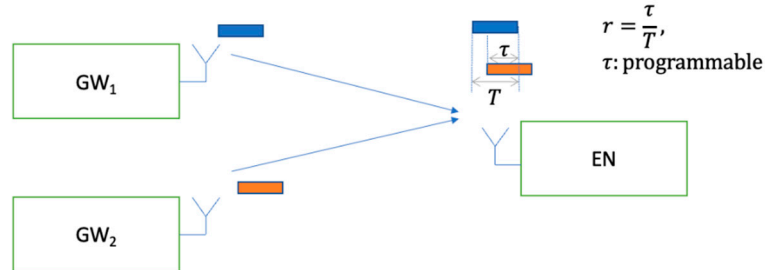 GW₁
τ
T
r = τ/T,
τ: programmable
EN
GW₂